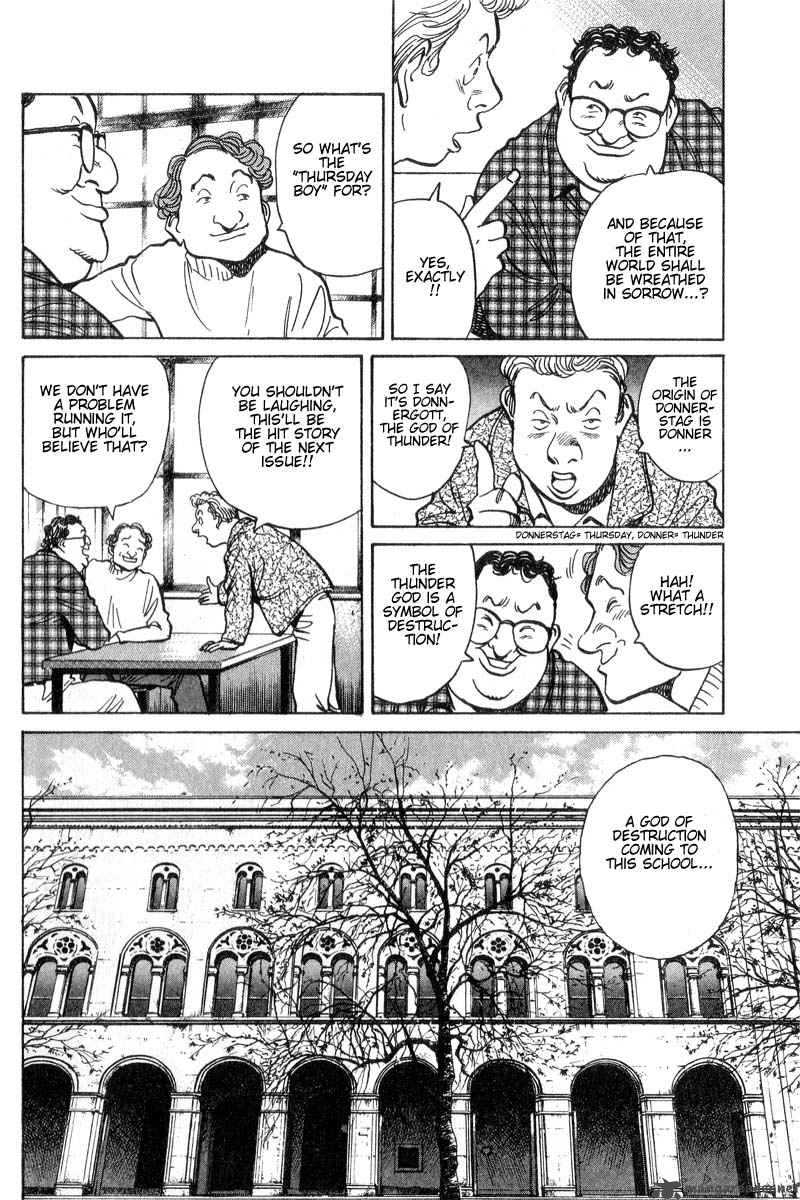 AND BECAUSE
OF THAT,
THE ENTIRE
WORLD SHALL
BE WREATHED
IN SORROW...?
YES,
EXACTLY
!!
SO WHAT'S
THE
"THURSDAY
BOY" FOR?
THE
ORIGIN OF
DONNER-
STAG IS
DONNER
...
SO I SAY
IT'S DONN-
ERGOTT,
THE GOD OF
THUNDER!
DONNERSTAG= THURSDAY, DONNER= THUNDER
HAH!
WHAT A
STRETCH!!
THE
THUNDER
GOD IS A
SYMBOL OF
DESTRUC-
TION!
YOU SHOULDN'T
BE LAUGHING,
THIS'LL BE
THE HIT STORY
OF THE NEXT
ISSUE!!
WE DON'T HAVE
A PROBLEM
RUNNING IT,
BUT WHO'LL
BELIEVE THAT?
A GOD OF
DESTRUCTION
COMING TO
THIS SCHOOL...